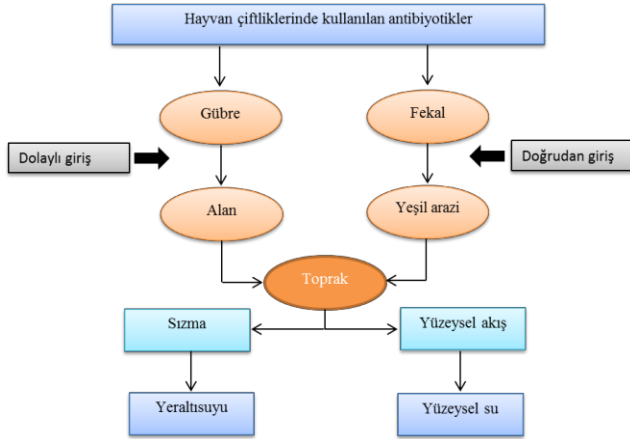 Hayvan çiftliklerinde kullanılan antibiyotikler
Gübre
Fekal
Dolaylı giriş
Doğrudan giriş
Alan
Yeşil arazi
Toprak
Sızma
Yüzeysel akış
Yeraltısuyu
Yüzeysel su